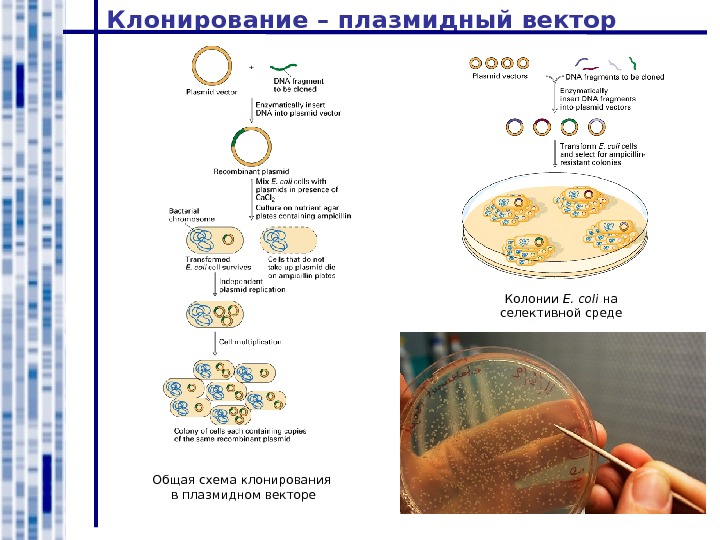 Клонирование – плазмидный вектор
+
Plasmid vector
DNA fragment
to be cloned
Enzymatically insert
DNA into plasmid vector
Recombinant plasmid
Mix E. coli cells with
plasmids in presence of
CaCl2
Culture on nutrient agar
plates containing ampicillin
Bacterial
chromosome
Transformed
E. coli cell survives
Cells that do not
take up plasmid die
on ampicillin plates
Independent
plasmid replication
Cell multiplication
Colony of cells each containing copies
of the same recombinant plasmid
Общая схема клонирования
в плазмидном векторе
Plasmid vectors
DNA fragments to be cloned
Enzymatically
insert DNA fragments
into plasmid vectors
Transform E. coli cells
and select for ampicillin-
resistant colonies
Колонии E. coli на
селективной среде